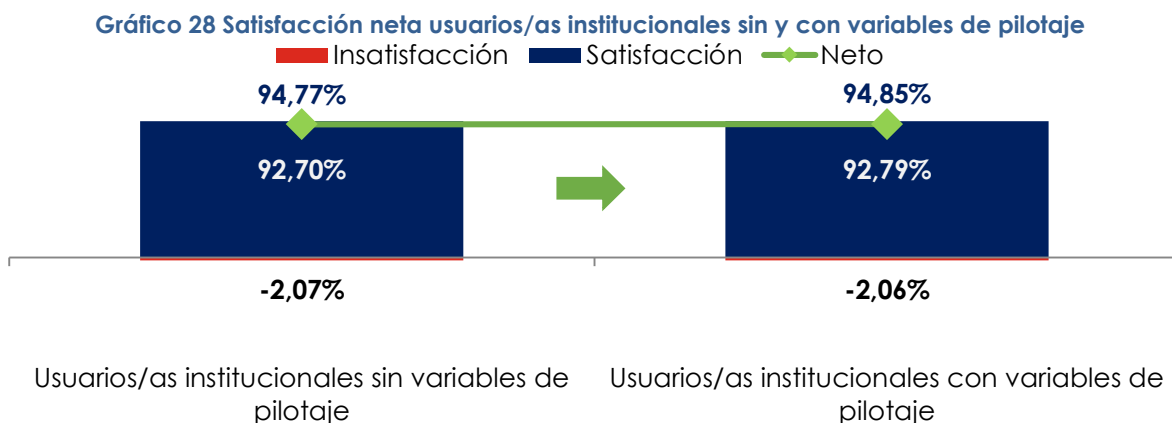 Gráfico 28 Satisfacción neta usuarios/as institucionales sin y con variables de pilotaje
Insatisfacción Satisfacción Neto
94,77% 94,85%
92,70% 92,79%
-2,07% -2,06%
Usuarios/as institucionales sin variables de pilotaje
Usuarios/as institucionales con variables de pilotaje